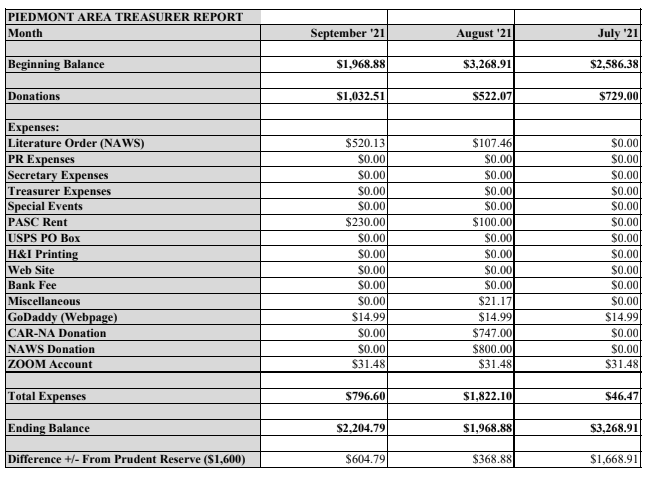 PIEDMONT AREA TREASURER REPORT
Month September '21 August '21 July '21
Beginning Balance $1,968.88 $3,268.91 $2,586.38
Donations $1,032.51 $522.07 $729.00
Expenses:
Literature Order (NAWS) $520.13 $107.46 $0.00
PR Expenses $0.00 $0.00 $0.00
Secretary Expenses $0.00 $0.00 $0.00
Treasurer Expenses $0.00 $0.00 $0.00
Special Events $0.00 $0.00 $0.00
PASC Rent $230.00 $100.00 $0.00
USPS PO Box $0.00 $0.00 $0.00
H&I Printing $0.00 $0.00 $0.00
Web Site $0.00 $0.00 $0.00
Bank Fee $0.00 $0.00 $0.00
Miscellaneous $0.00 $21.17 $0.00
GoDaddy (Webpage) $14.99 $14.99 $14.99
CAR-NA Donation $0.00 $747.00 $0.00
NAWS Donation $0.00 $800.00 $0.00
ZOOM Account $31.48 $31.48 $31.48
Total Expenses $796.60 $1,822.10 $46.47
Ending Balance $2,204.79 $1,968.88 $3,268.91
Difference +/- From Prudent Reserve ($1,600) $604.79 $368.88 $1,668.91